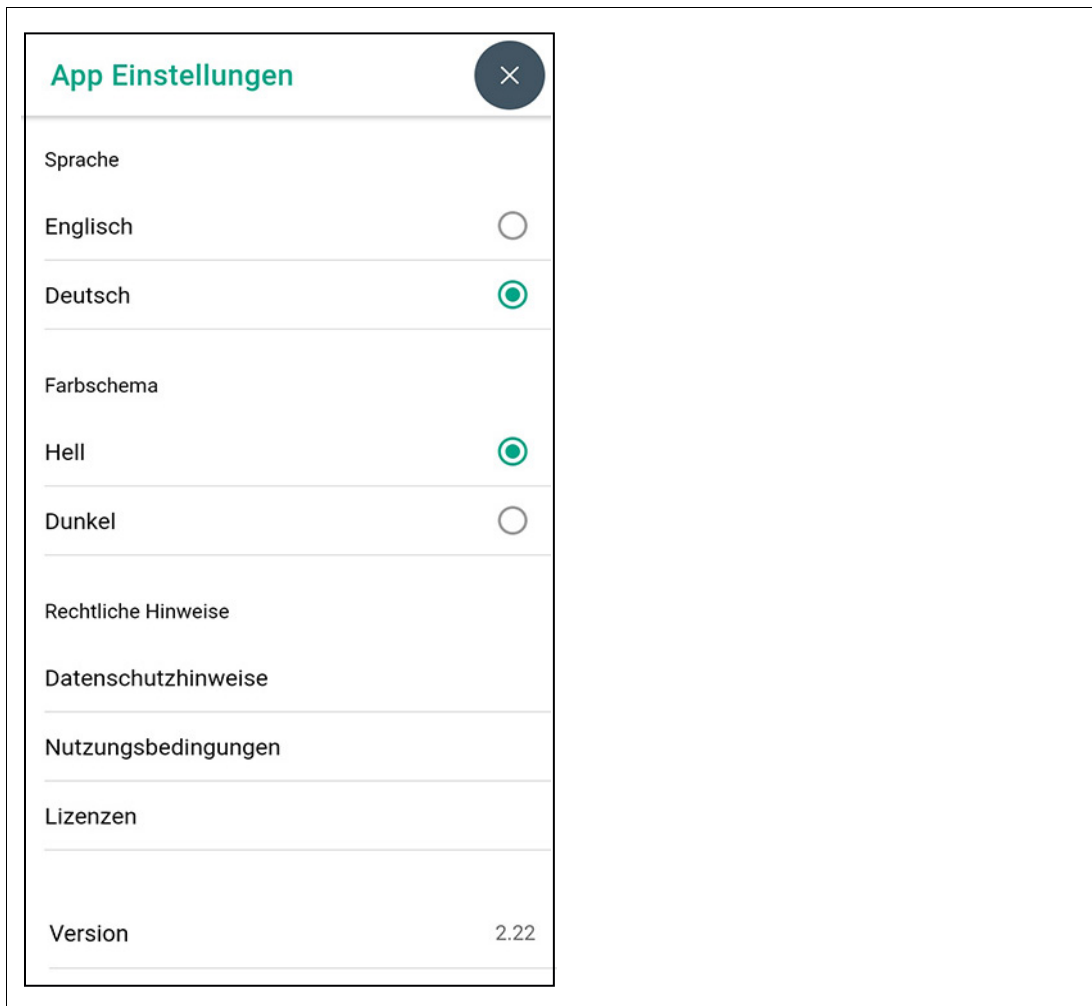 App Einstellungen
Sprache
Englisch
Deutsch
Farbschema
Hell
Dunkel
Rechtliche Hinweise
Datenschutzhinweise
Nutzungsbedingungen
Lizenzen
Version 2.22